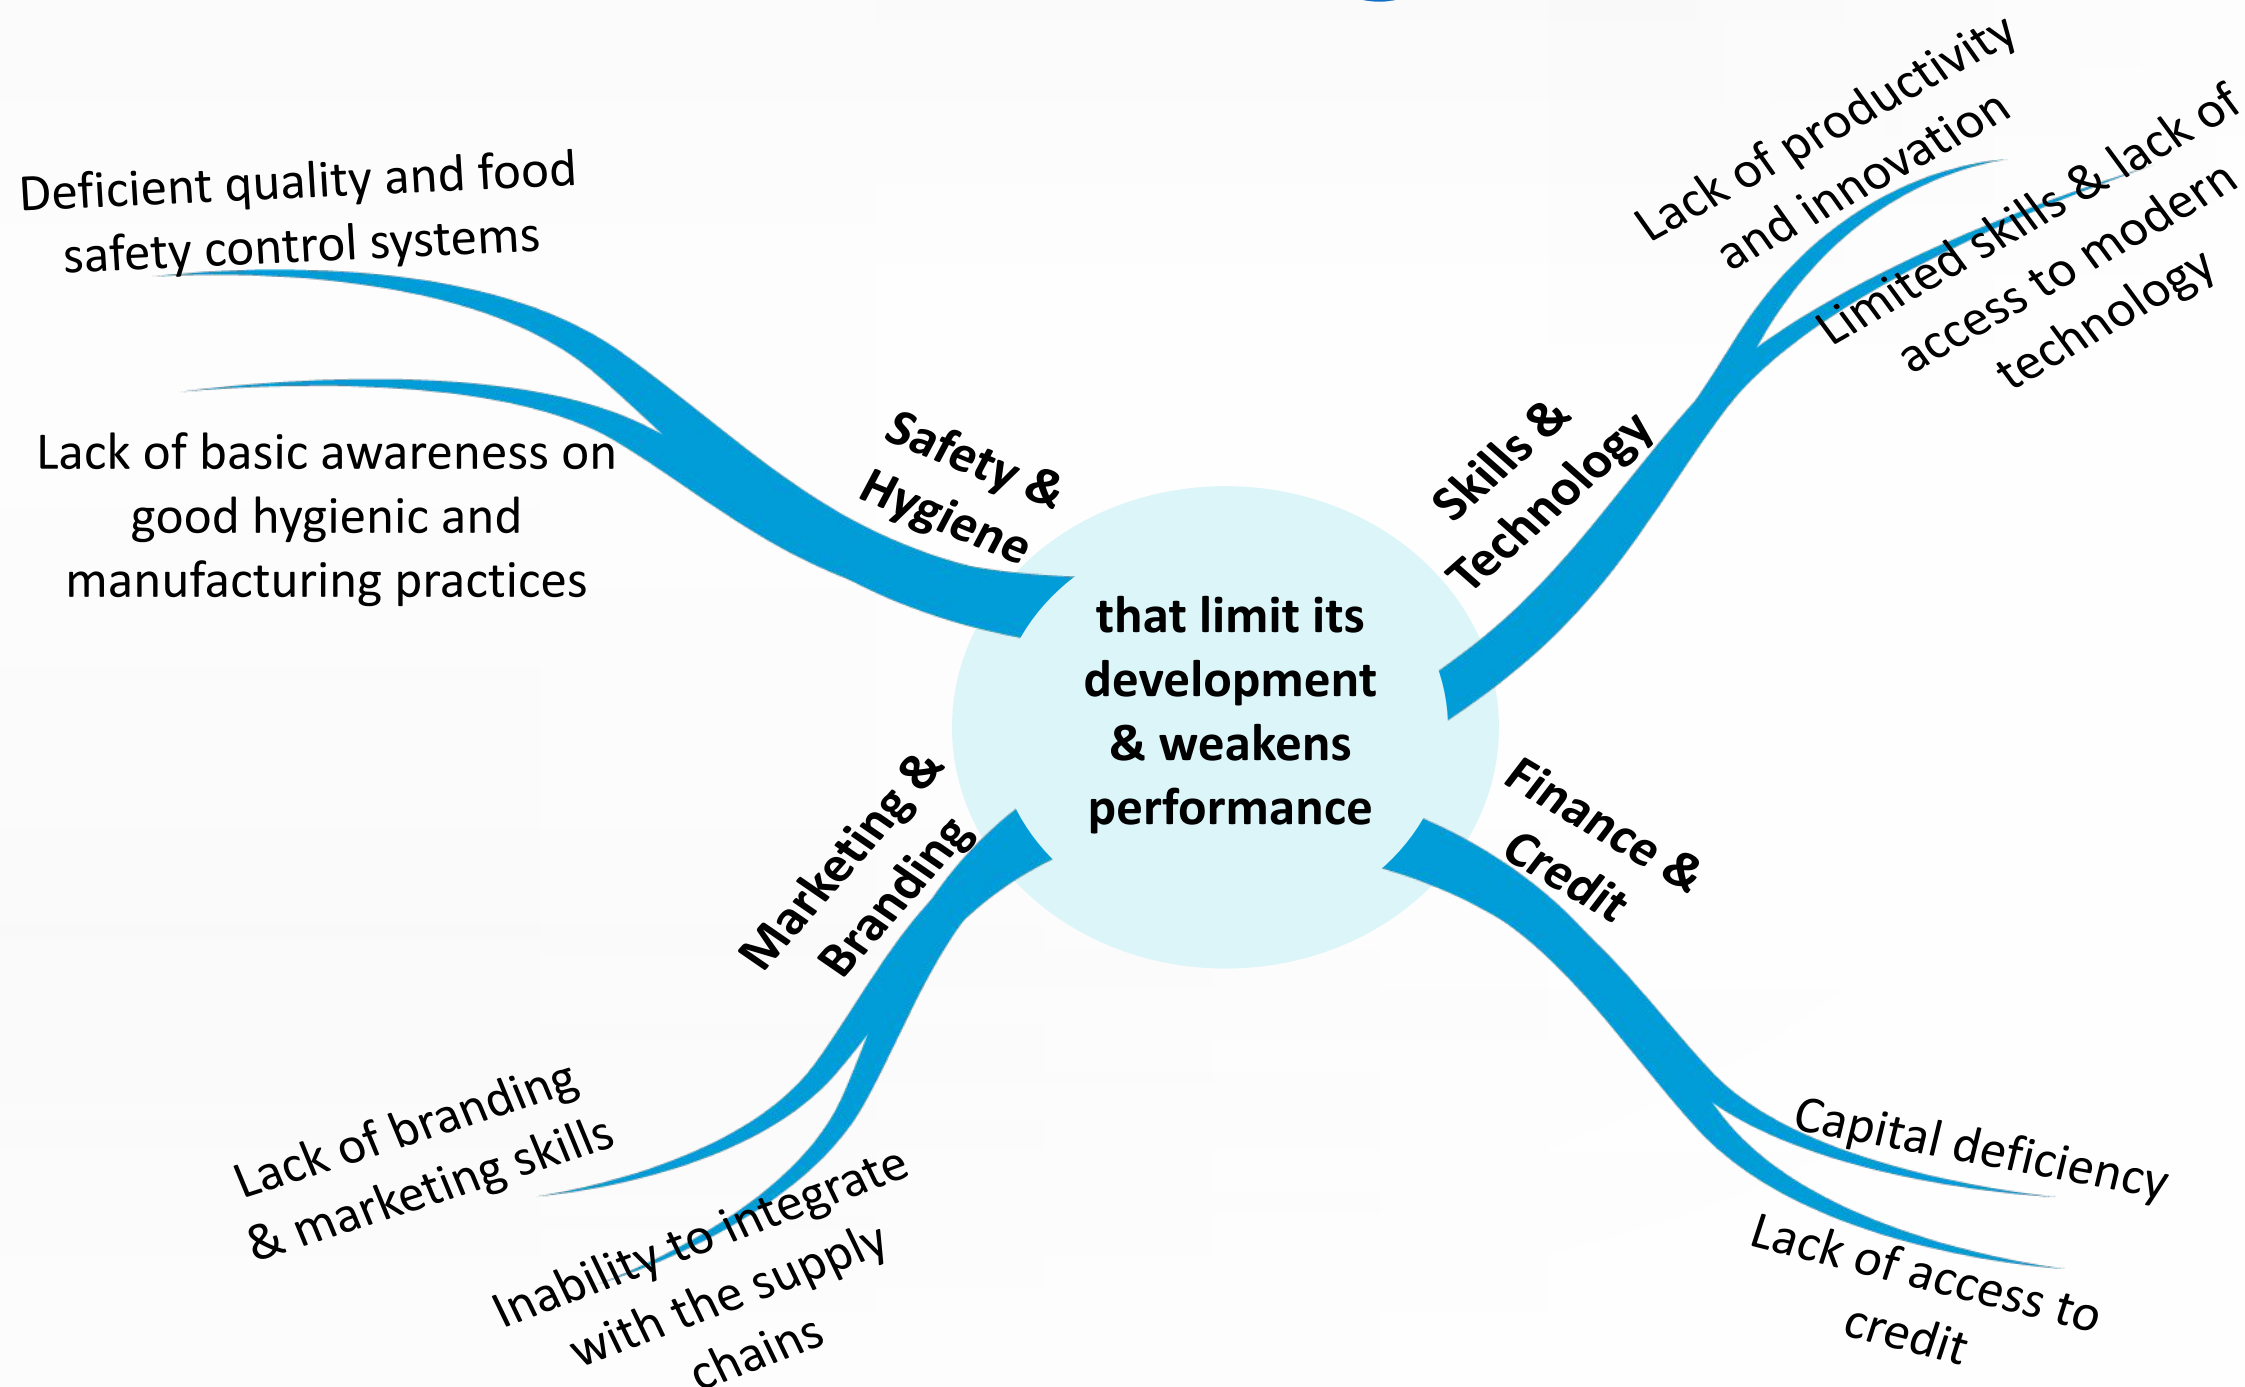 Deficient quality and food
safety control systems
Lack of basic awareness on
good hygienic and
manufacturing practices
Safety &
Hygiene
Lack of productivity
and innovation
Limited skills & lack of
access to modern
technology
Skills &
Technology
that limit its
development
& weakens
performance
Marketing &
Branding
Lack of branding
& marketing skills
Inability to integrate
with the supply
chains
Finance &
Credit
Capital deficiency
Lack of access to
credit